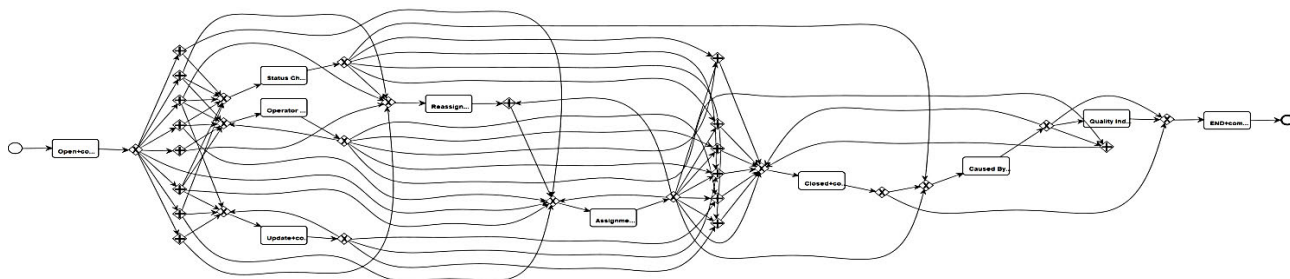 Open+co...
Status Ch...
Operator ...
Update+co...
Reassign...
Assignme...
Closed+co...
Caused By...
Quality Ind...
END+com...